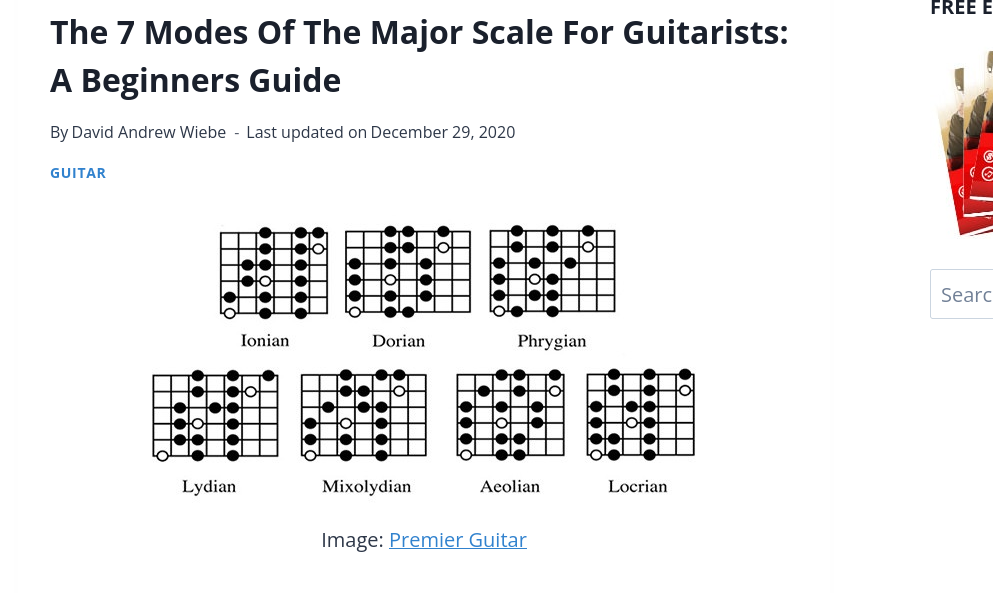 FREE E
The 7 Modes Of The Major Scale For Guitarists:
A Beginners Guide
By David Andrew Wiebe - Last updated on December 29, 2020
GUITAR
Ionian Dorian Phrygian
Lydian Mixolydian Aeolian Locrian
Image: Premier Guitar
Searc